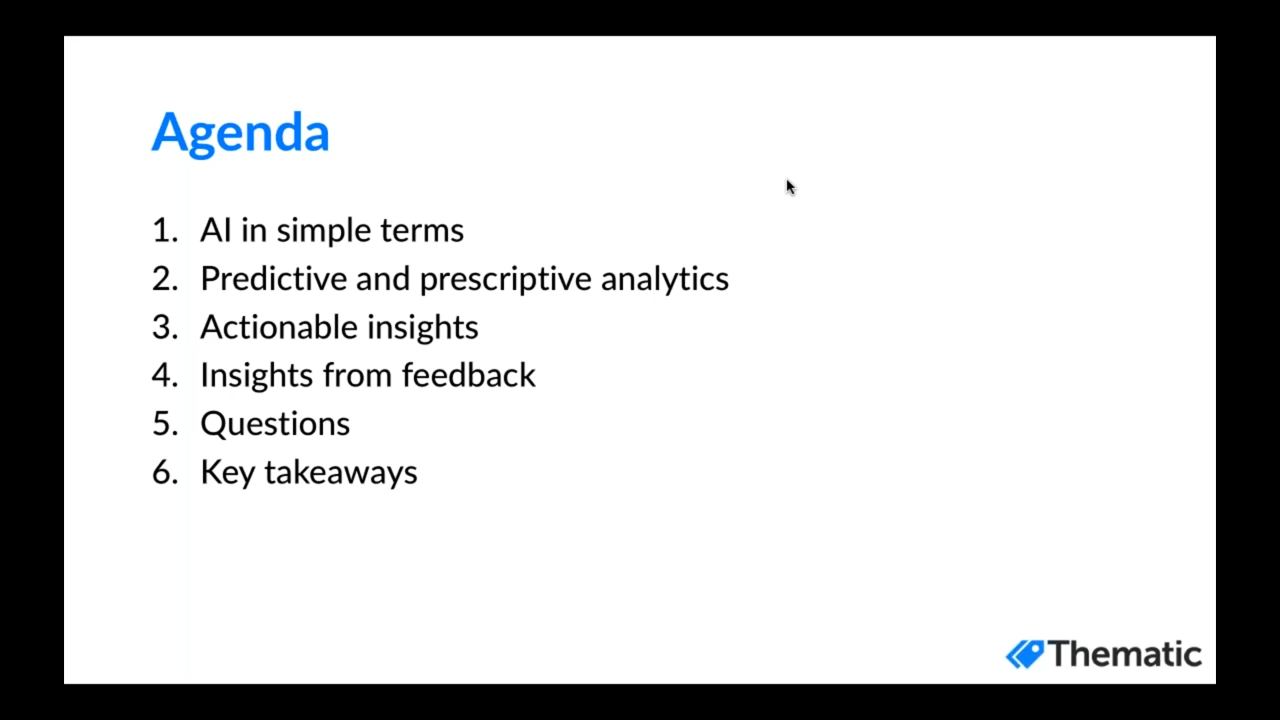 Agenda
1. AI in simple terms
2. Predictive and prescriptive analytics
3. Actionable insights
4. Insights from feedback
5. Questions
6. Key takeaways
Thematic